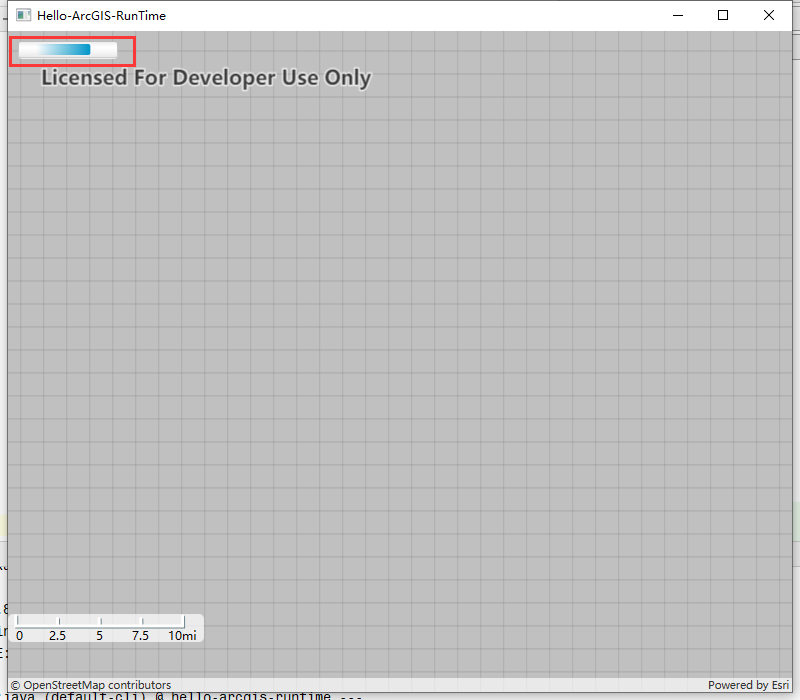 Hello-ArcGIS-RunTime
Licensed For Developer Use Only
0 2.5 5 7.5 10mi
© OpenStreetMap contributors
Powered by Esri
java (default-cli) @ hello-arcgis-runtime ---